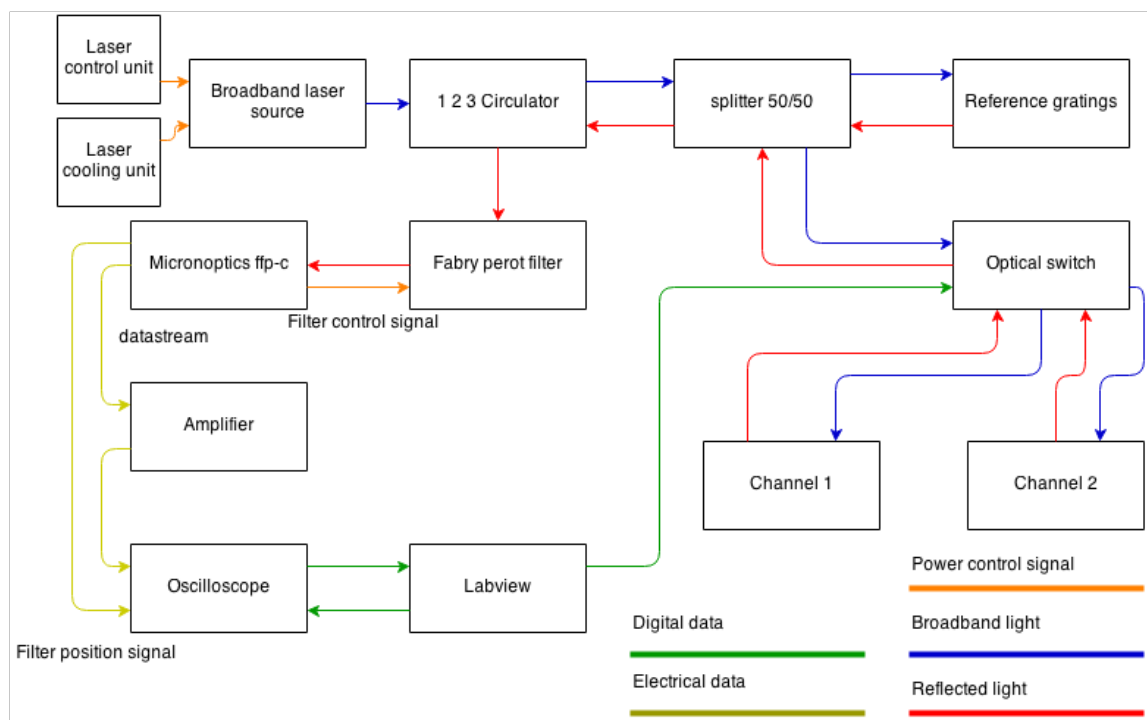 Laser
control unit
Broadband laser
source
1 2 3 Circulator
splitter 50/50
Reference gratings
Laser
cooling unit
Micronoptics ffp-c
Fabry perot filter
Optical switch
Filter control signal
datastream
Amplifier
Channel 1
Channel 2
Oscilloscope
Labview
Power control signal
Digital data
Broadband light
Filter position signal
Electrical data
Reflected light